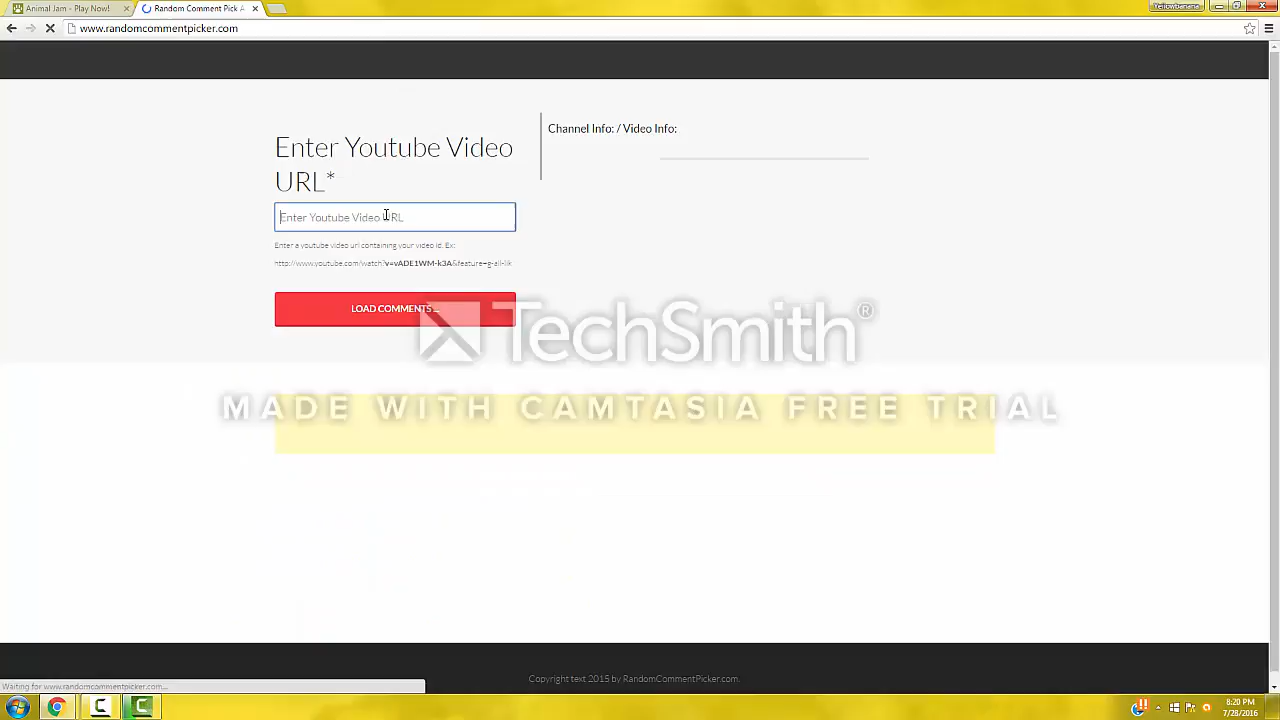 Animal Jam - Play Now!
Random Comment Pick A
Yellowbanana
www.randomcommentpicker.com
Channel Info: / Video Info:
Enter Youtube Video
URL*
Enter Youtube Video URL
Enter a youtube video url containing your video id. Ex:
http://www.youtube.com/watch?v=vADE1WM-k3A&feature=g-all-lik
LOAD COMMENTS...
TechSmith®
MADE WITH CAMTASIA FREE TRIAL
Copyright text 2015 by RandomCommentPicker.com.
Waiting for www.randomcommentpicker.com...
8:20 PM
7/28/2016